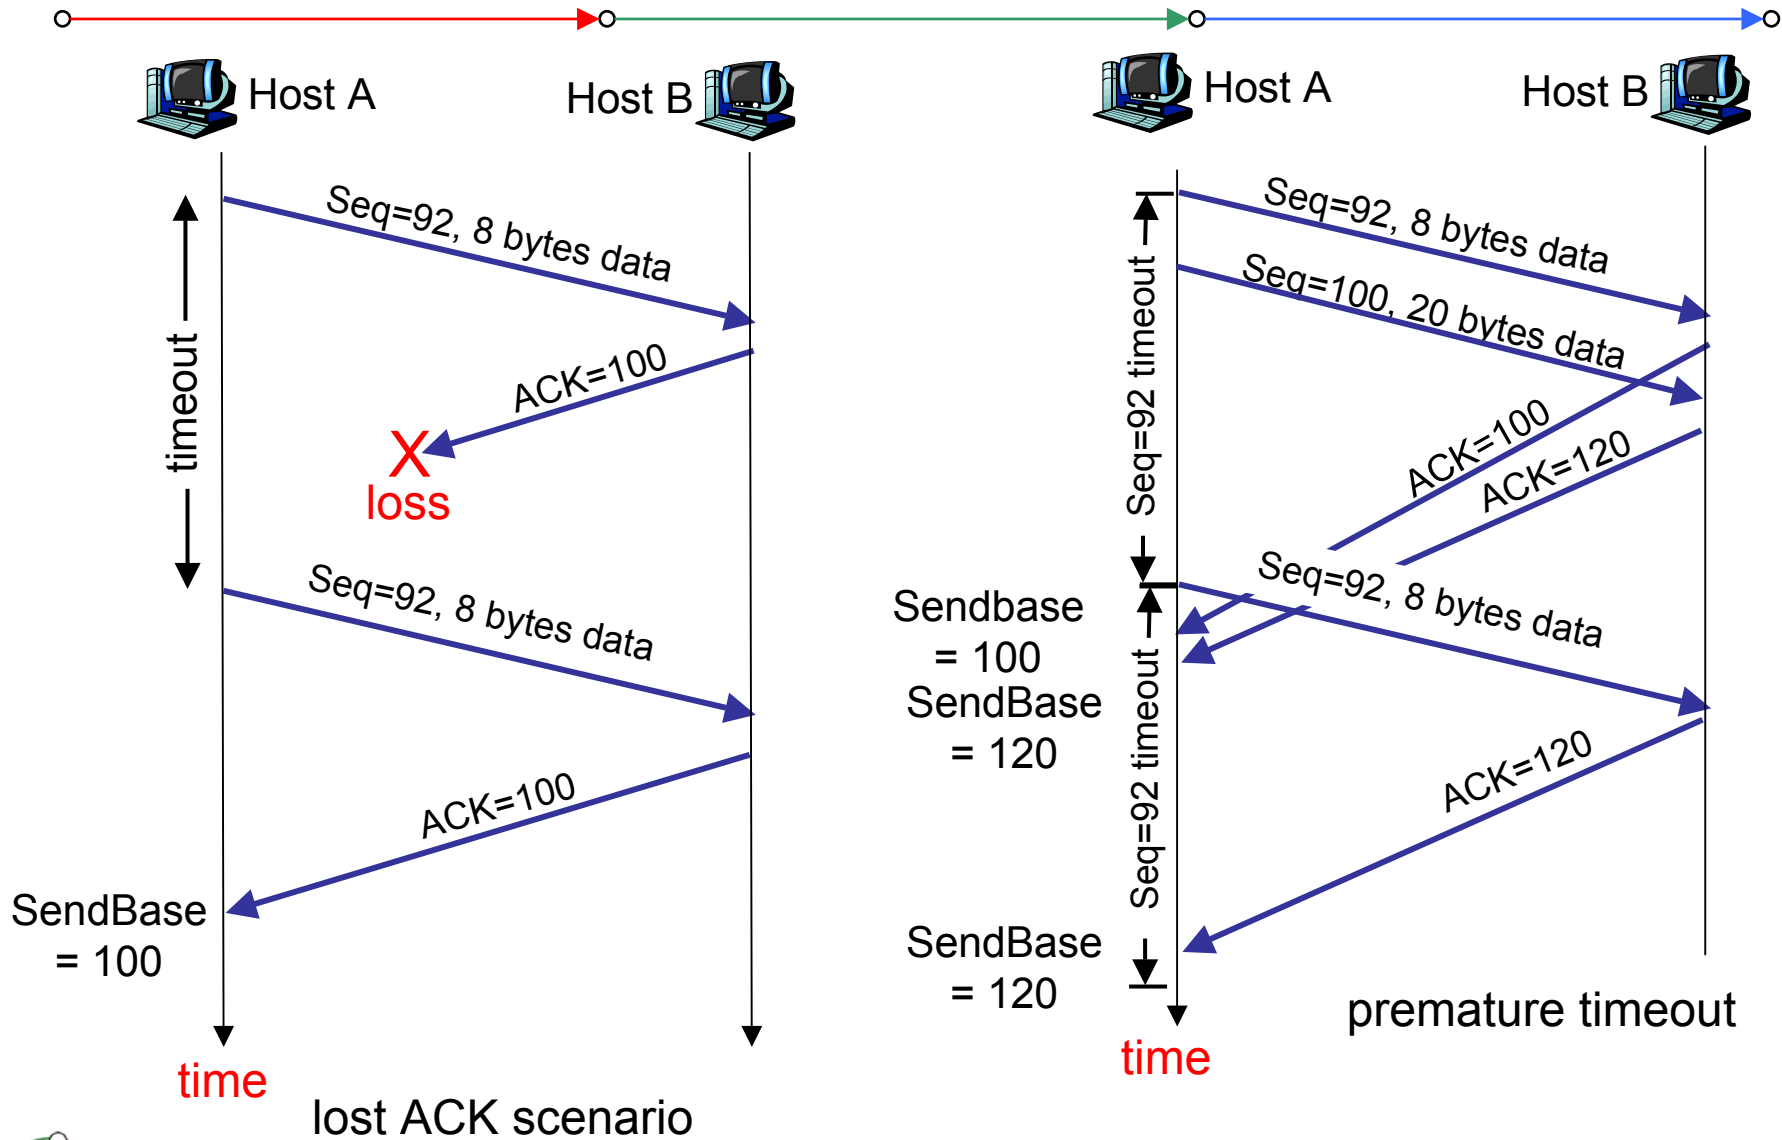 Host A
Host B
Seq=92, 8 bytes data
timeout
ACK=100
X
loss
Seq=92, 8 bytes data
ACK=100
SendBase
= 100
time
lost ACK scenario
Host A
Host B
Seq=92, 8 bytes data
Seq=100, 20 bytes data
Seq=92 timeout
ACK=100
ACK=120
Seq=92, 8 bytes data
Sendbase
= 100
SendBase
= 120
Seq=92 timeout
ACK=120
SendBase
= 120
premature timeout
time